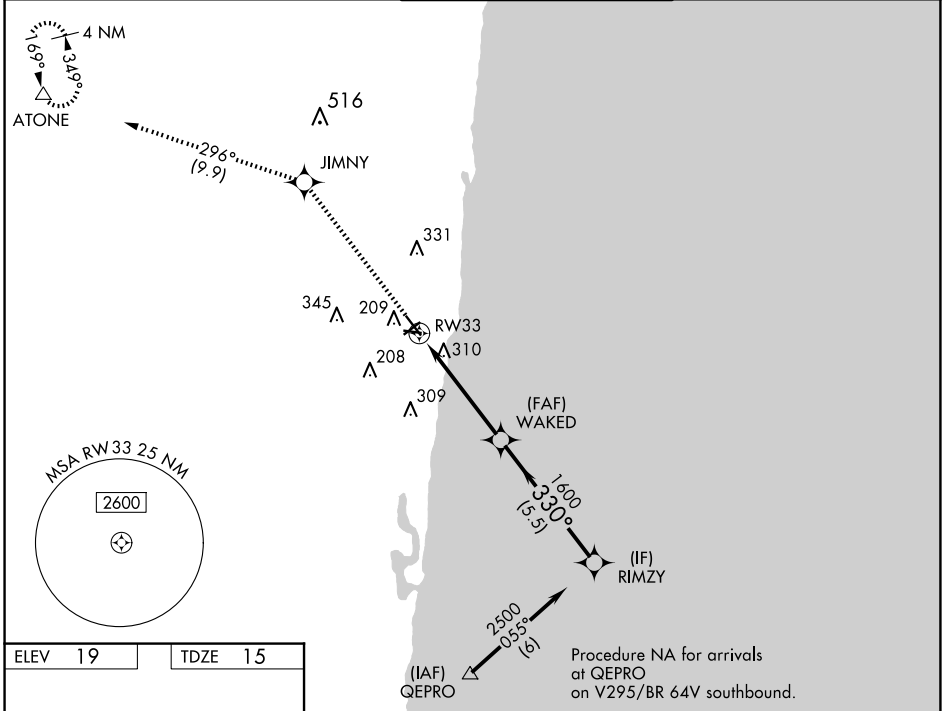 4 NM
169°
349°
ATONE
516
296°
(9.9)
JIMNY
331
345
209
RW33
310
208
309
(FAF)
WAKED
MSA RW33 25 NM
2600
1600
330°
(5.5)
(IF)
RIMZY
2500
055°
(6)
(IAF)
QEPRO
Procedure NA for arrivals
at QEPRO
on V295/BR 64V southbound.
ELEV 19
TDZE 15